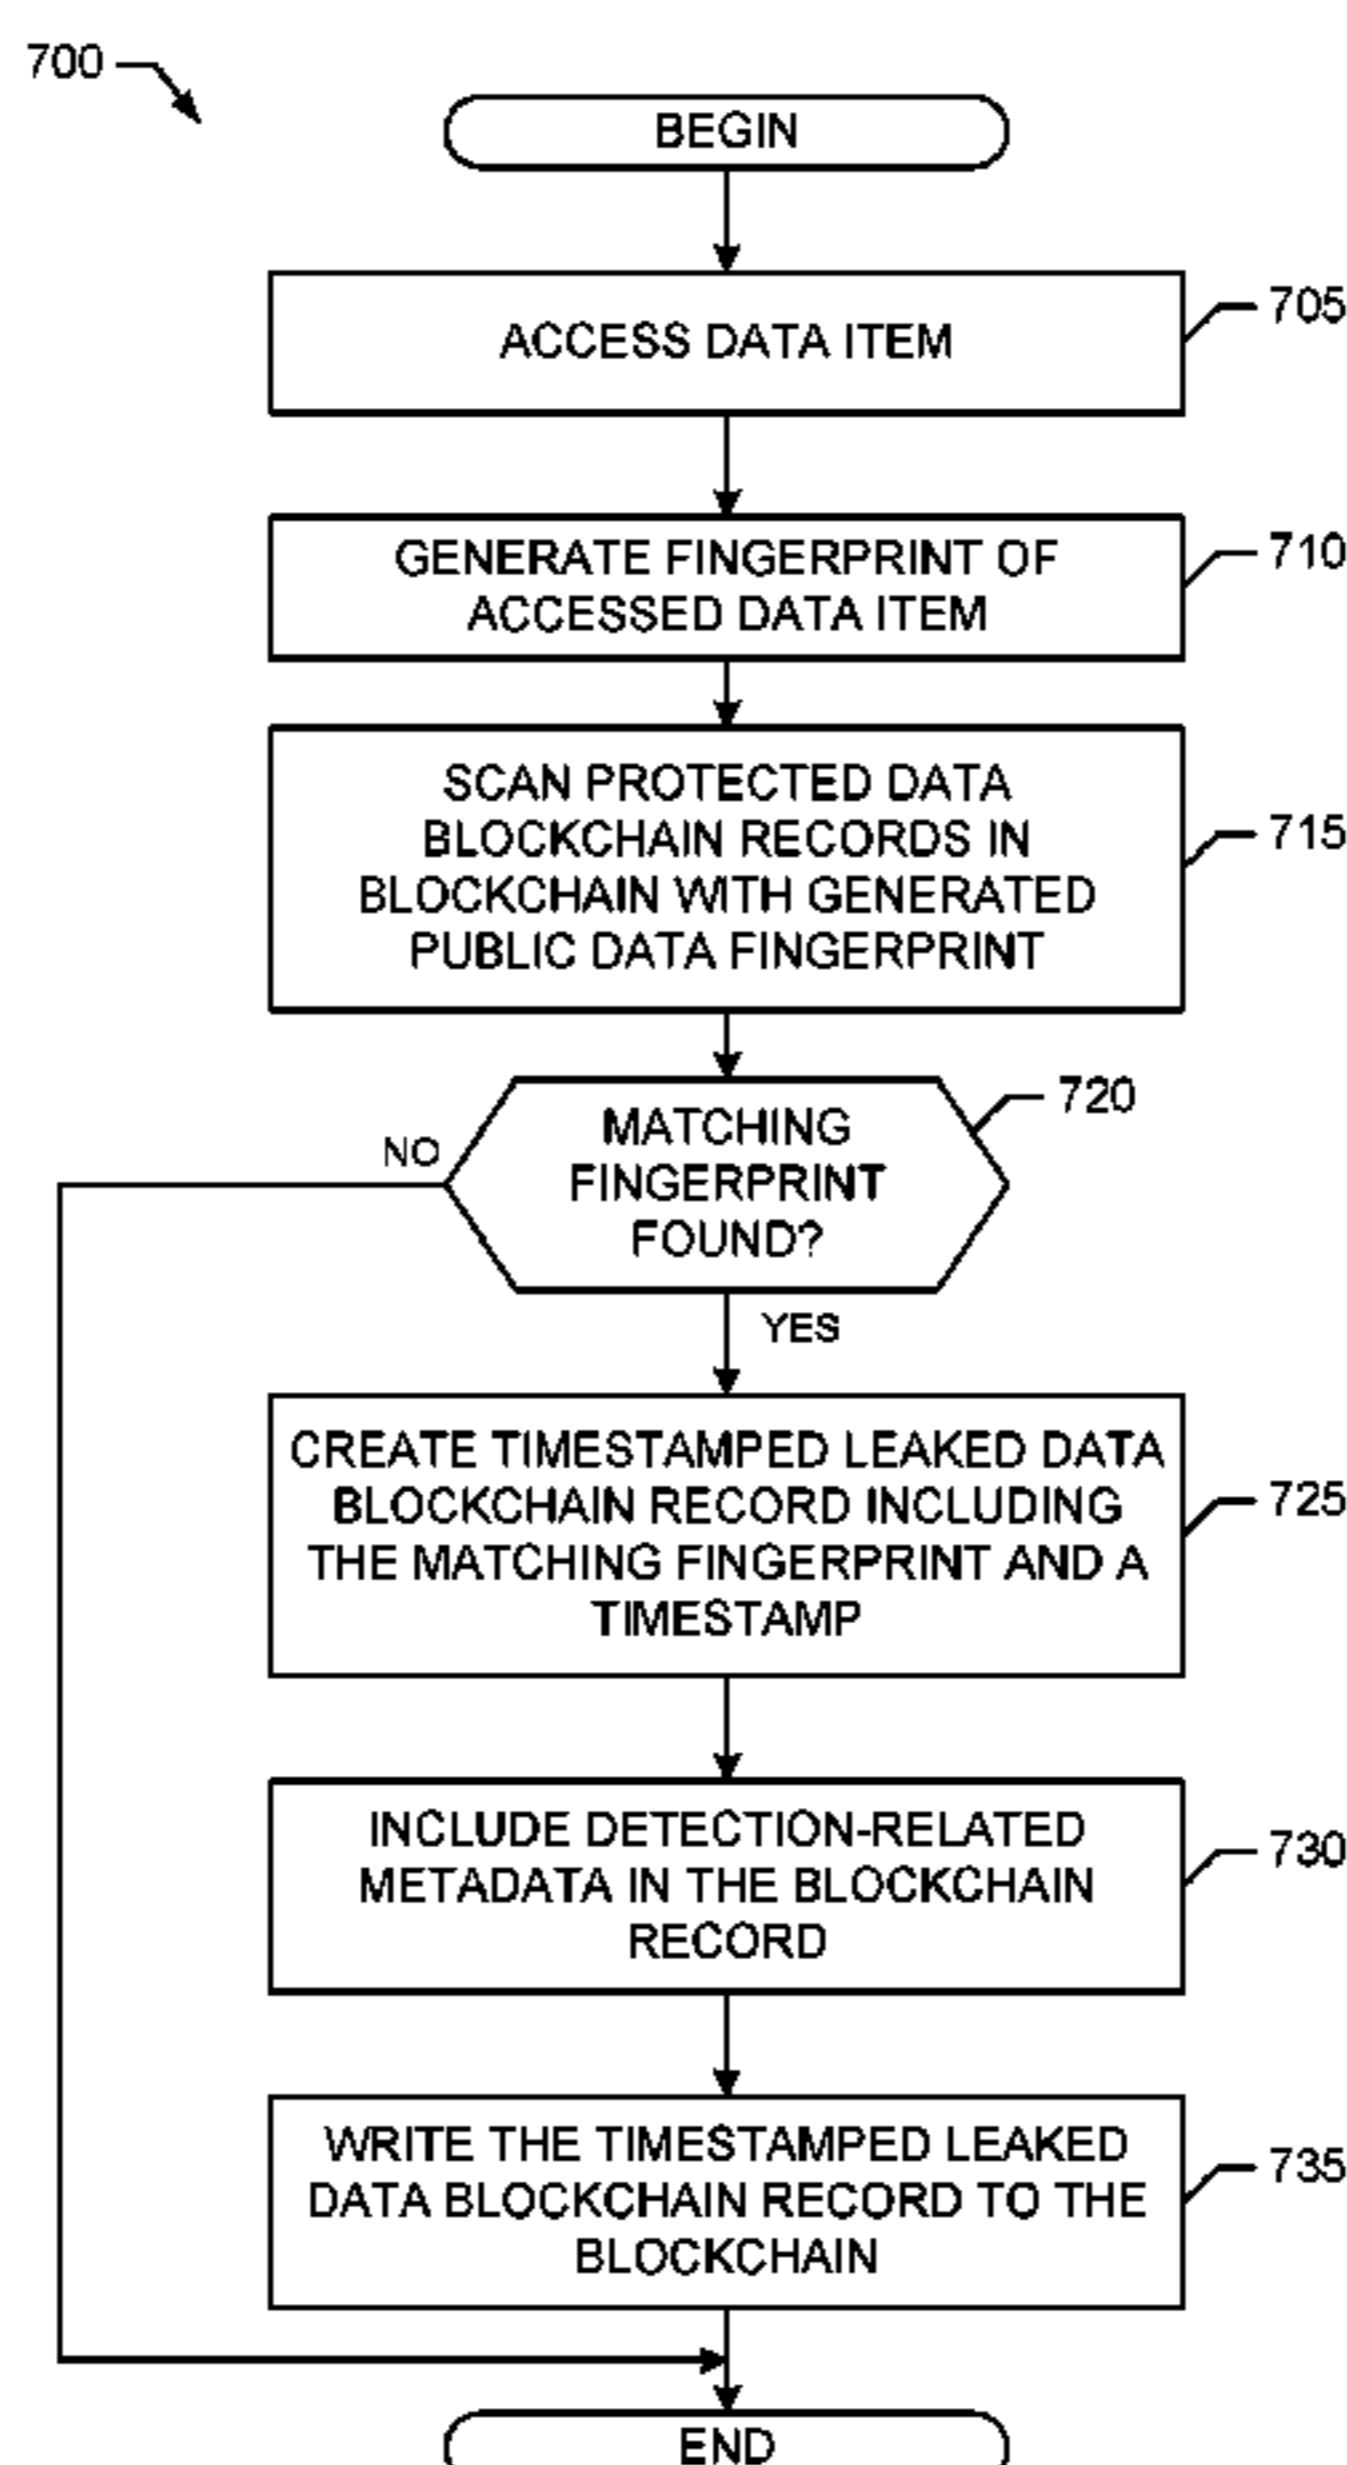 700
BEGIN
ACCESS DATA ITEM
705
GENERATE FINGERPRINT OF
ACCESSED DATA ITEM
710
SCAN PROTECTED DATA
BLOCKCHAIN RECORDS IN
BLOCKCHAIN WITH GENERATED
PUBLIC DATA FINGERPRINT
715
MATCHING
FINGERPRINT
FOUND?
720
NO
YES
CREATE TIMESTAMPED LEAKED DATA
BLOCKCHAIN RECORD INCLUDING
THE MATCHING FINGERPRINT AND A
TIMESTAMP
725
INCLUDE DETECTION-RELATED
METADATA IN THE BLOCKCHAIN
RECORD
730
WRITE THE TIMESTAMPED LEAKED
DATA BLOCKCHAIN RECORD TO THE
BLOCKCHAIN
735
END